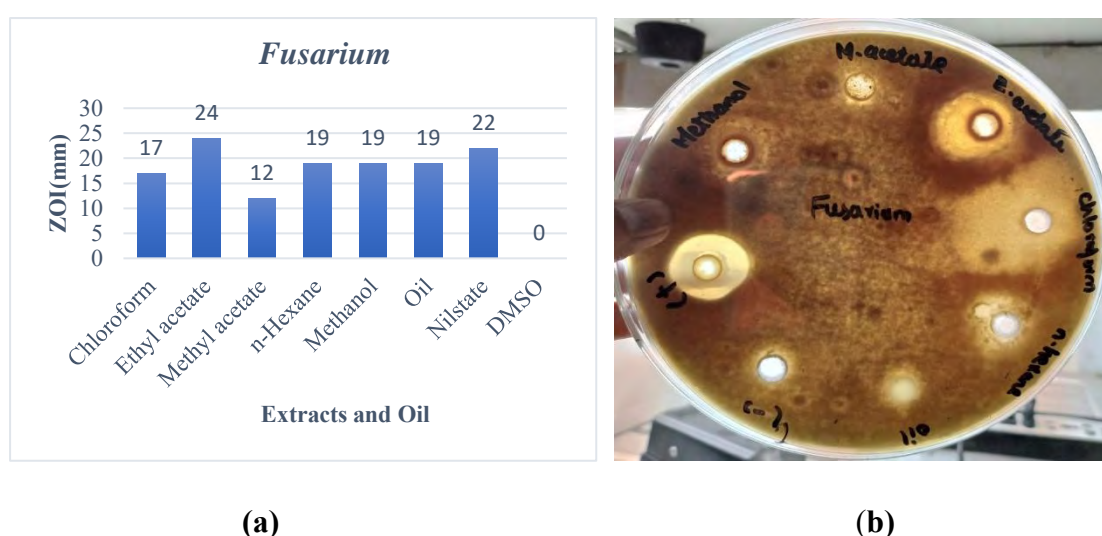 Fusarium
ZOI(mm)
30
25
20
15
10
5
0
17
24
12
19
19
19
22
0
Chloroform
Ethyl acetate
Methyl acetate
n-Hexane
Methanol
Oil
Nilstate
DMSO
Extracts and Oil
(a)
M. acetate
E. acetate
Methanol
Chloroform
Fusarium
(+)
n-hexane
(-)
oil
(b)